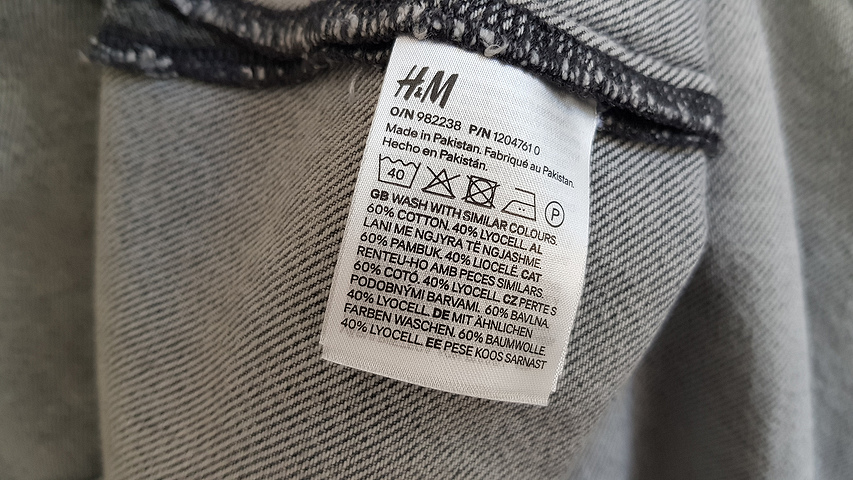 H&M
O/N 982238 P/N 1204761 0
Made in Pakistan. Fabriqué au Pakistan.
Hecho en Pakistán.
40 P
GB WASH WITH SIMILAR COLOURS.
60% COTTON. 40% LYOCELL. AL
LANI ME NGJYRA TË NGJASHME
60% PAMBUK. 40% LIOCELË. CAT
RENTEU-HO AMB PECES SIMILARS.
60% COTÓ. 40% LYOCELL. CZ PERTE S
PODOBNÝMI BARVAMI. 60% BAVLNA.
40% LYOCELL. DE MIT ÄHNLICHEN
FARBEN WASCHEN. 60% BAUMWOLLE.
40% LYOCELL. EE PESE KOOS SARNAST